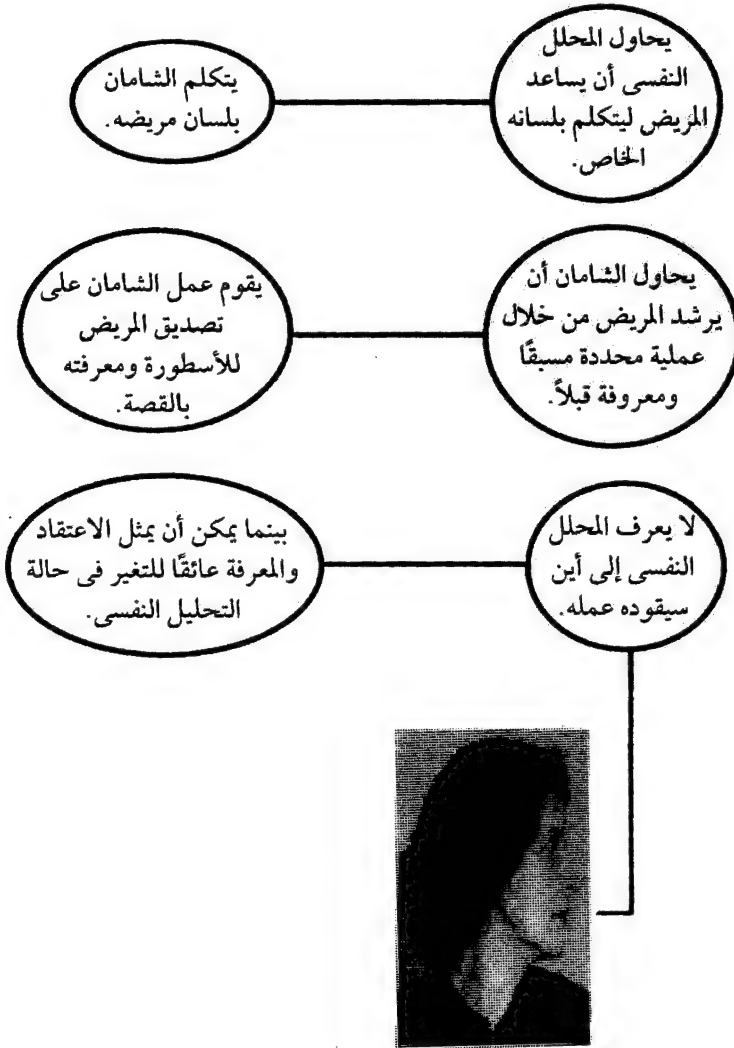 يحاول المحلل
النفسى أن يساعد
المريض ليتكلم بلسانه
الخاص.
يتكلم الشامان
بلسان مريضه.
يحاول الشامان أن
يرشد المريض من خلال
عملية محددة مسبقًا
ومعروفة قبلاً.
يقوم عمل الشامان على
تصديق المريض
للأسطورة ومعرفته
بالقصة.
لا يعرف المحلل
النفسى إلى أين
سيقوده عمله.
بينما يمكن أن يمثل الاعتقاد
والمعرفة عائقًا للتغير فى حالة
التحليل النفسى.